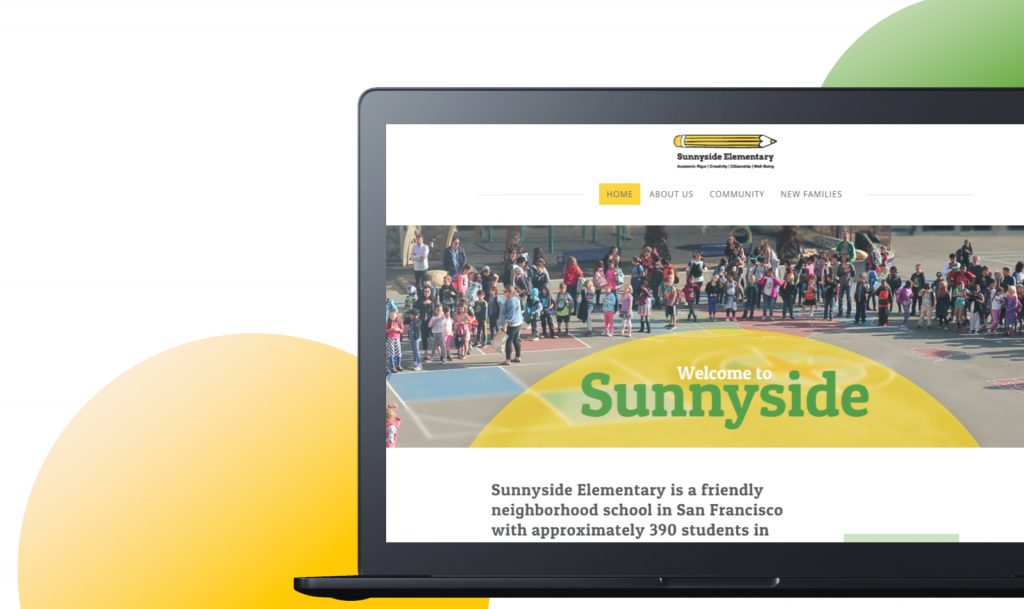 Sunnyside Elementary
Academic Rigor | Creativity | Citizenship | Well-Being
HOME ABOUT US COMMUNITY NEW FAMILIES
Welcome to
Sunnyside
Sunnyside Elementary is a friendly
neighborhood school in San Francisco
with approximately 390 students in